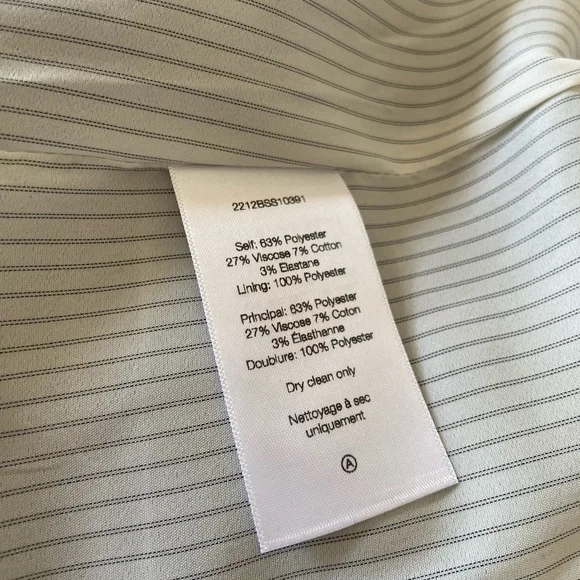 2212BSS10391
Self: 63% Polyester
27% Viscose 7% Cotton
3% Elastane
Lining: 100% Polyester
Principal: 63% Polyester
27% Viscose 7% Coton
3% Élasthanne
Doublure: 100% Polyester
Dry clean only
Nettoyage à sec
uniquement
A